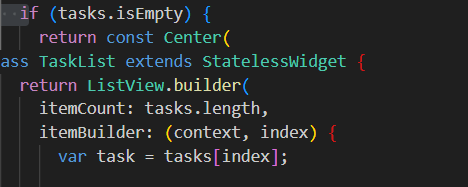 if (tasks.isEmpty) {
return const Center(
ass TaskList extends StatelessWidget {
return ListView.builder(
itemCount: tasks.length,
itemBuilder: (context, index) {
var task = tasks[index];